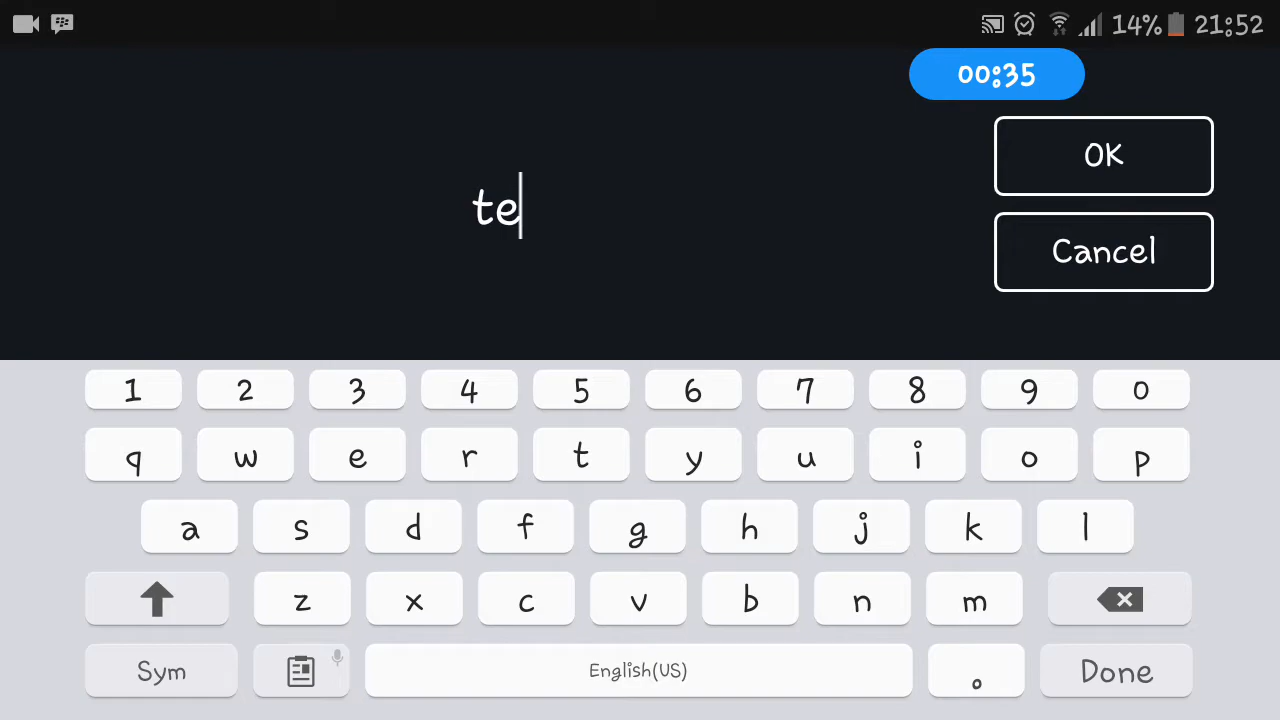 14% 21:52
00:35
OK
te
Cancel
1 2 3 4 5 6 7 8 9 0
q w e r t y u i o p
a s d f g h j k l
z x c v b n m
Sym English(US) . Done